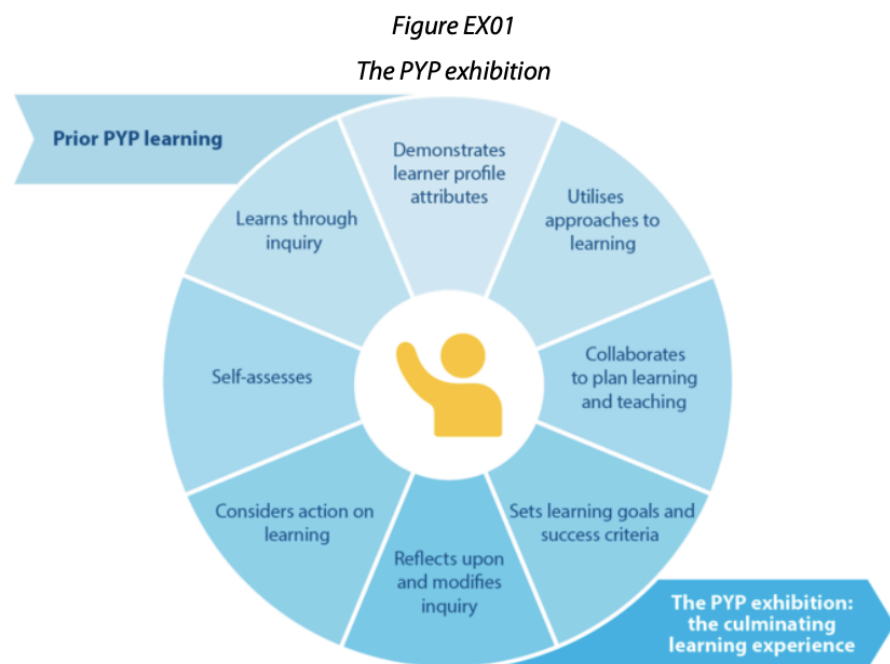 Figure EX01
The PYP exhibition
Prior PYP learning
Demonstrates
learner profile
attributes
Utilises
approaches to
learning
Collaborates
to plan learning
and teaching
Sets learning goals and
success criteria
Reflects upon
and modifies
inquiry
Considers action on
learning
Self-assesses
Learns through
inquiry
The PYP exhibition:
the culminating
learning experience